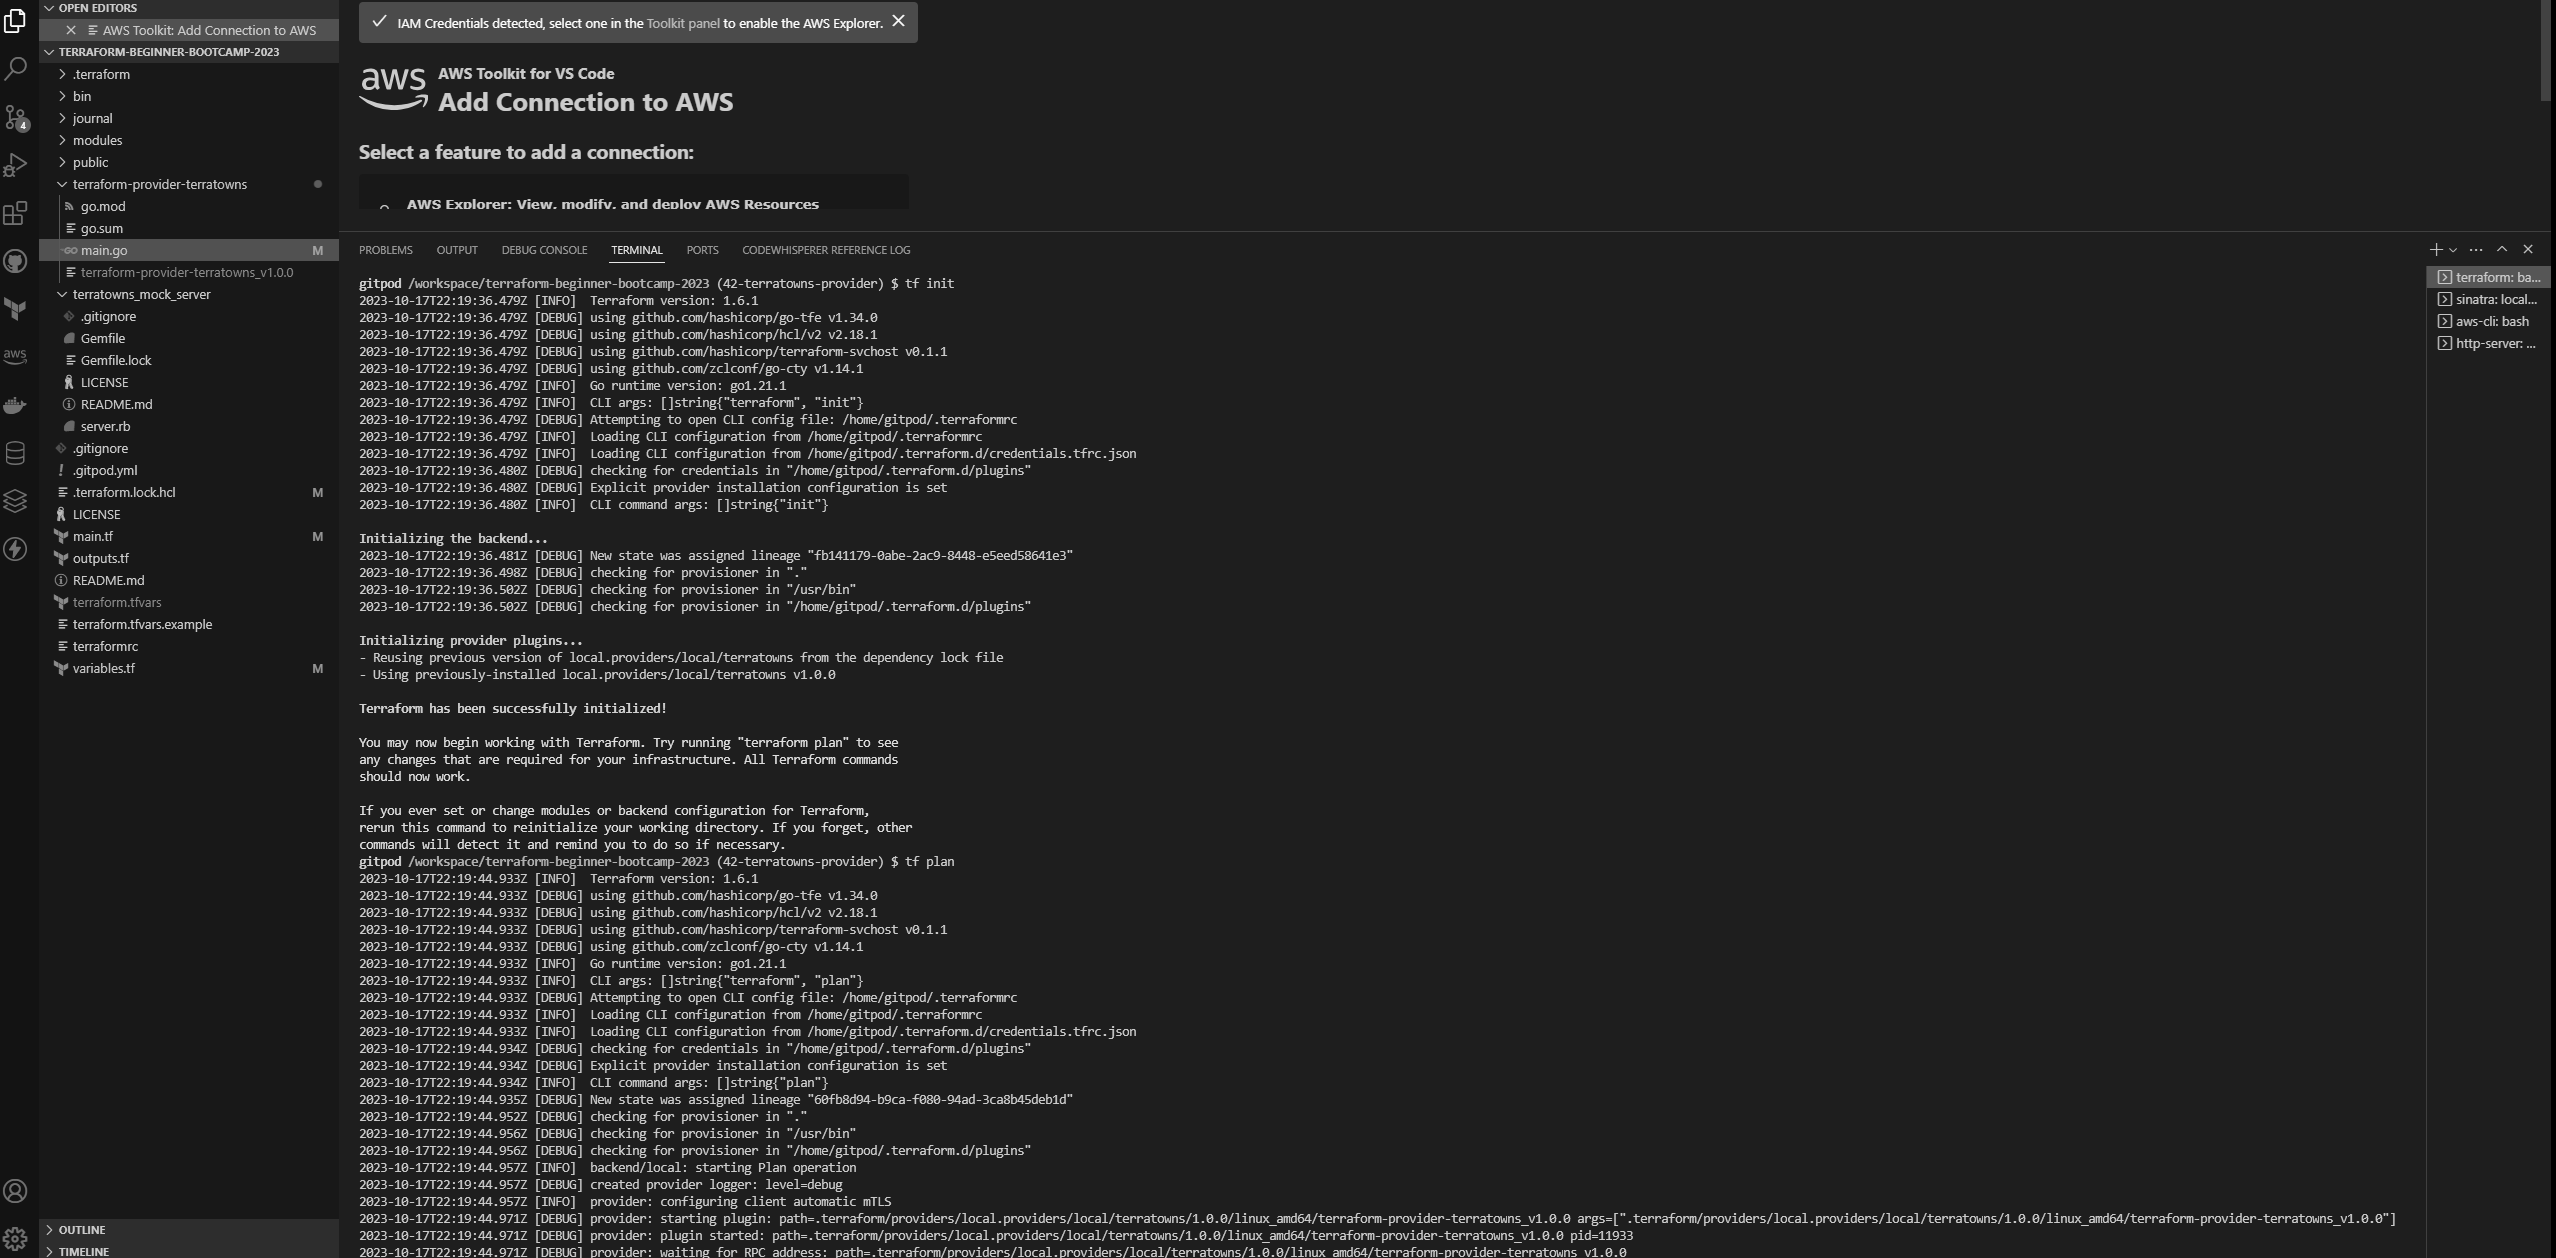 OPEN EDITORS
AWS Toolkit: Add Connection to AWS
TERRAFORM-BEGINNER-BOOTCAMP-2023
.terraform
bin
journal
modules
public
terraform-provider-terratowns
go.mod
go.sum
main.go M
terraform-provider-terratowns_v1.0.0
terratowns_mock_server
.gitignore
Gemfile
Gemfile.lock
LICENSE
README.md
server.rb
.gitignore
.gitpod.yml
.terraform.lock.hcl M
LICENSE
main.tf M
outputs.tf
README.md
terraform.tfvars
terraform.tfvars.example
terraformrc
variables.tf M
OUTLINE
TIMELINE
4
aws
IAM Credentials detected, select one in the Toolkit panel to enable the AWS Explorer.
aws
AWS Toolkit for VS Code
Add Connection to AWS
Select a feature to add a connection:
AWS Explorer: View, modify, and deploy AWS Resources
PROBLEMS OUTPUT DEBUG CONSOLE TERMINAL PORTS CODEWHISPERER REFERENCE LOG
gitpod /workspace/terraform-beginner-bootcamp-2023 (42-terratowns-provider) $ tf init
2023-10-17T22:19:36.479Z [INFO]  Terraform version: 1.6.1
2023-10-17T22:19:36.479Z [DEBUG] using github.com/hashicorp/go-tfe v1.34.0
2023-10-17T22:19:36.479Z [DEBUG] using github.com/hashicorp/hcl/v2 v2.18.1
2023-10-17T22:19:36.479Z [DEBUG] using github.com/hashicorp/terraform-svchost v0.1.1
2023-10-17T22:19:36.479Z [DEBUG] using github.com/zclconf/go-cty v1.14.1
2023-10-17T22:19:36.479Z [INFO]  Go runtime version: go1.21.1
2023-10-17T22:19:36.479Z [INFO]  CLI args: []string{"terraform", "init"}
2023-10-17T22:19:36.479Z [DEBUG] Attempting to open CLI config file: /home/gitpod/.terraformrc
2023-10-17T22:19:36.479Z [INFO]  Loading CLI configuration from /home/gitpod/.terraformrc
2023-10-17T22:19:36.479Z [INFO]  Loading CLI configuration from /home/gitpod/.terraform.d/credentials.tfrc.json
2023-10-17T22:19:36.480Z [DEBUG] checking for credentials in "/home/gitpod/.terraform.d/plugins"
2023-10-17T22:19:36.480Z [DEBUG] Explicit provider installation configuration is set
2023-10-17T22:19:36.480Z [INFO]  CLI command args: []string{"init"}
Initializing the backend...
2023-10-17T22:19:36.481Z [DEBUG] New state was assigned lineage "fb141179-0abe-2ac9-8448-e5eed58641e3"
2023-10-17T22:19:36.498Z [DEBUG] checking for provisioner in "."
2023-10-17T22:19:36.502Z [DEBUG] checking for provisioner in "/usr/bin"
2023-10-17T22:19:36.502Z [DEBUG] checking for provisioner in "/home/gitpod/.terraform.d/plugins"
Initializing provider plugins...
- Reusing previous version of local.providers/local/terratowns from the dependency lock file
- Using previously-installed local.providers/local/terratowns v1.0.0
Terraform has been successfully initialized!
You may now begin working with Terraform. Try running "terraform plan" to see
any changes that are required for your infrastructure. All Terraform commands
should now work.
If you ever set or change modules or backend configuration for Terraform,
rerun this command to reinitialize your working directory. If you forget, other
commands will detect it and remind you to do so if necessary.
gitpod /workspace/terraform-beginner-bootcamp-2023 (42-terratowns-provider) $ tf plan
2023-10-17T22:19:44.933Z [INFO]  Terraform version: 1.6.1
2023-10-17T22:19:44.933Z [DEBUG] using github.com/hashicorp/go-tfe v1.34.0
2023-10-17T22:19:44.933Z [DEBUG] using github.com/hashicorp/hcl/v2 v2.18.1
2023-10-17T22:19:44.933Z [DEBUG] using github.com/hashicorp/terraform-svchost v0.1.1
2023-10-17T22:19:44.933Z [DEBUG] using github.com/zclconf/go-cty v1.14.1
2023-10-17T22:19:44.933Z [INFO]  Go runtime version: go1.21.1
2023-10-17T22:19:44.933Z [INFO]  CLI args: []string{"terraform", "plan"}
2023-10-17T22:19:44.933Z [DEBUG] Attempting to open CLI config file: /home/gitpod/.terraformrc
2023-10-17T22:19:44.933Z [INFO]  Loading CLI configuration from /home/gitpod/.terraformrc
2023-10-17T22:19:44.933Z [INFO]  Loading CLI configuration from /home/gitpod/.terraform.d/credentials.tfrc.json
2023-10-17T22:19:44.934Z [DEBUG] checking for credentials in "/home/gitpod/.terraform.d/plugins"
2023-10-17T22:19:44.934Z [DEBUG] Explicit provider installation configuration is set
2023-10-17T22:19:44.934Z [INFO]  CLI command args: []string{"plan"}
2023-10-17T22:19:44.935Z [DEBUG] New state was assigned lineage "60fb8d94-b9ca-f080-94ad-3ca8b45deb1d"
2023-10-17T22:19:44.952Z [DEBUG] checking for provisioner in "."
2023-10-17T22:19:44.956Z [DEBUG] checking for provisioner in "/usr/bin"
2023-10-17T22:19:44.956Z [DEBUG] checking for provisioner in "/home/gitpod/.terraform.d/plugins"
2023-10-17T22:19:44.957Z [INFO]  backend/local: starting Plan operation
2023-10-17T22:19:44.957Z [DEBUG] created provider logger: level=debug
2023-10-17T22:19:44.957Z [INFO]  provider: configuring client automatic mTLS
2023-10-17T22:19:44.971Z [DEBUG] provider: starting plugin: path=.terraform/providers/local.providers/local/terratowns/1.0.0/linux_amd64/terraform-provider-terratowns_v1.0.0 args=[".terraform/providers/local.providers/local/terratowns/1.0.0/linux_amd64/terraform-provider-terratowns_v1.0.0"]
2023-10-17T22:19:44.971Z [DEBUG] provider: plugin started: path=.terraform/providers/local.providers/local/terratowns/1.0.0/linux_amd64/terraform-provider-terratowns_v1.0.0 pid=11933
2023-10-17T22:19:44.971Z [DEBUG] provider: waiting for RPC address: path=.terraform/providers/local.providers/local/terratowns/1.0.0/linux_amd64/terraform-provider-terratowns_v1.0.0
terraform: ba...
sinatra: local...
aws-cli: bash
http-server: ...